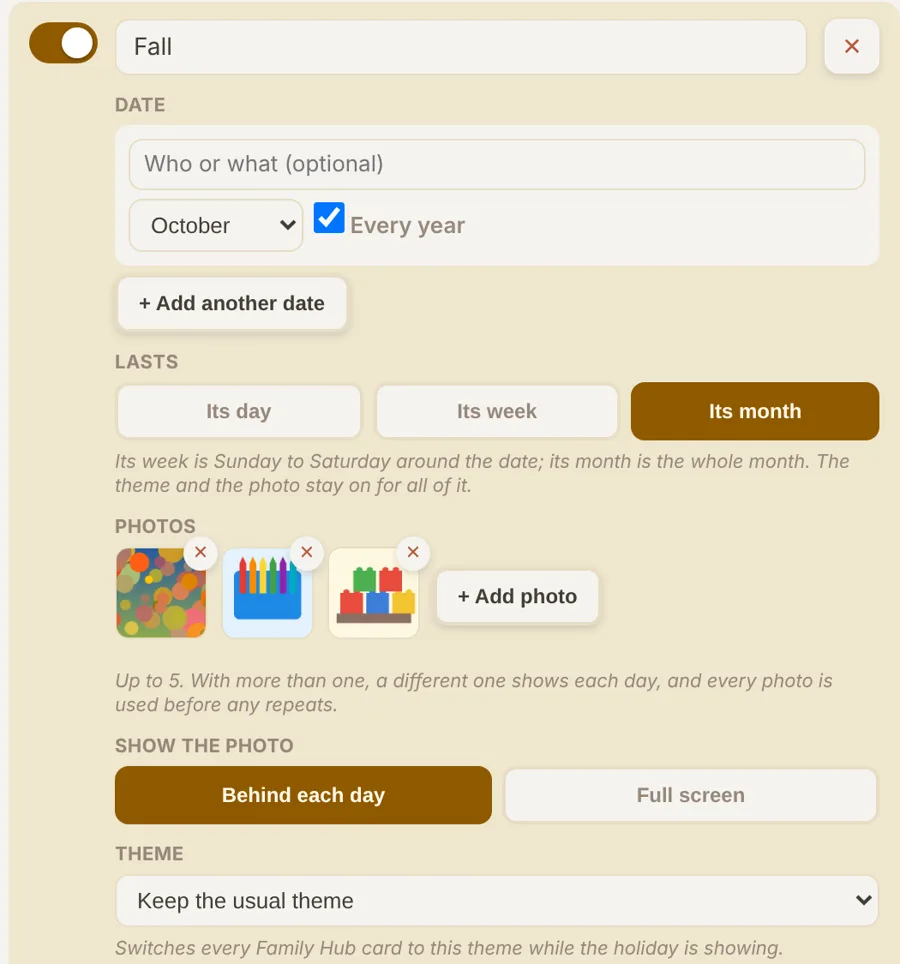 Fall
DATE
Who or what (optional)
October
Every year
+ Add another date
LASTS
Its day
Its week
Its month
Its week is Sunday to Saturday around the date; its month is the whole month. The
theme and the photo stay on for all of it.
PHOTOS
+ Add photo
Up to 5. With more than one, a different one shows each day, and every photo is
used before any repeats.
SHOW THE PHOTO
Behind each day
Full screen
THEME
Keep the usual theme
Switches every Family Hub card to this theme while the holiday is showing.